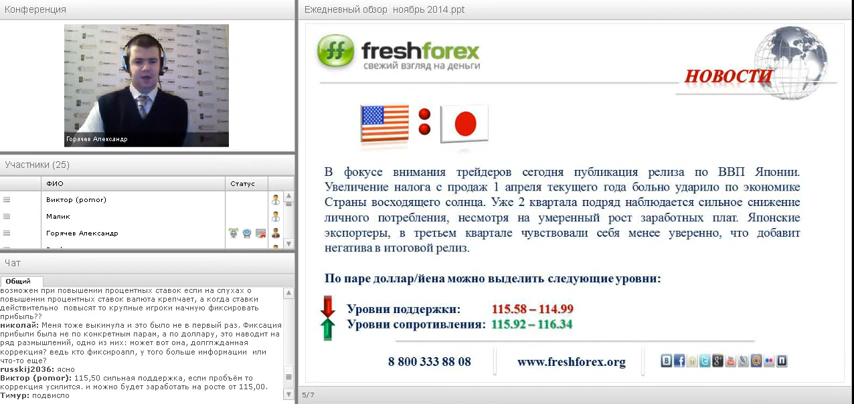 Конференция
Горячев Александр
Участники (25)
ФИО
Статус
Виктор (pomor)
Малик
Горячев Александр
Чат
Общий
возможен при повышении процентных ставок если на слухах о
повышении процентных ставок валюта крепчает, а когда ставки
действительно повысят то крупные игроки начную фиксировать
прибыль??
николай: Меня тоже выкинула и это было не в первый раз. Фиксация
прибыли была не по конкретным парам, а по доллару, это наводит на
ряд размышлений, одно из них: может вот она, долгжданная
коррекция? ведь кто фиксироапл, у того больше информации или
что-то еще?
russkij2036: ясно
Виктор (pomor): 115,50 сильная поддержка, если пробъём то
коррекция усилится. и можно будет заработать на росте от 115,00.
Тимур: подвисло
Ежедневный обзор ноябрь 2014.ppt
freshforex
свежий взгляд на деньги
НОВОСТИ
В фокусе внимания трейдеров сегодня публикация релиза по ВВП Японии.
Увеличение налога с продаж 1 апреля текущего года больно ударило по экономике
Страны восходящего солнца. Уже 2 квартала подряд наблюдается сильное снижение
личного потребления, несмотря на умеренный рост заработных плат. Японские
экспортеры, в третьем квартале чувствовали себя менее уверенно, что добавит
негатива в итоговой релиз.
По паре доллар/йена можно выделить следующие уровни:
Уровни поддержки: 115.58 – 114.99
Уровни сопротивления: 115.92 – 116.34
8 800 333 88 08
www.freshforex.org
5/7